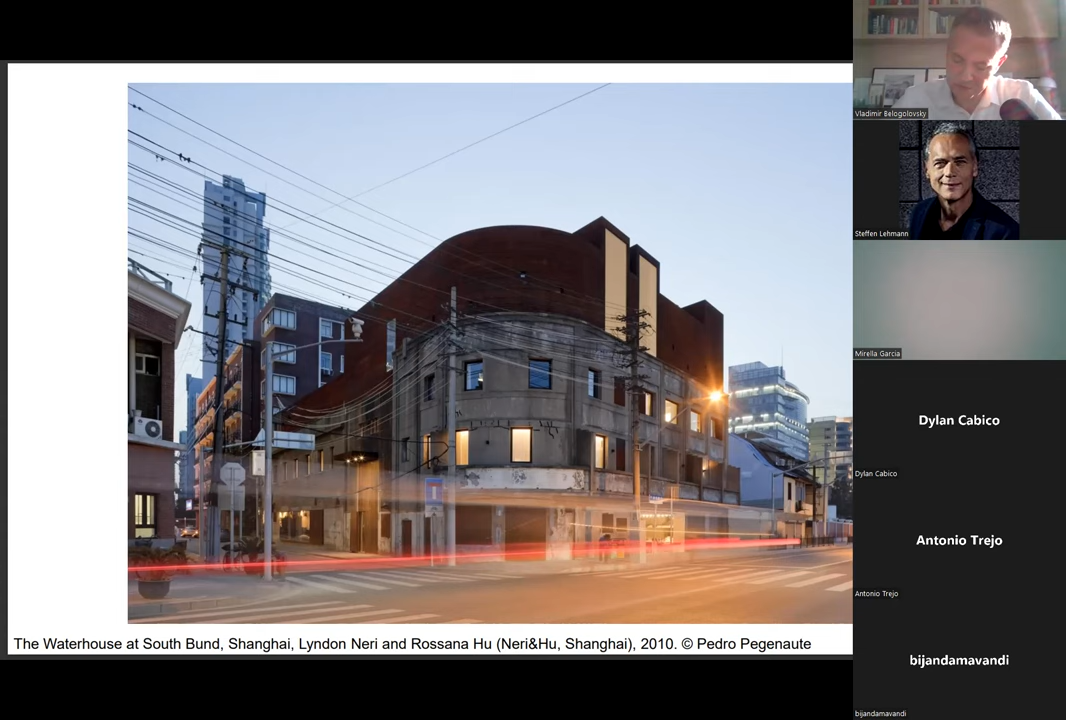 The Waterhouse at South Bund, Shanghai, Lyndon Neri and Rossana Hu (Neri&Hu, Shanghai), 2010. © Pedro Pegenaute
Vladimir Belogolovsky
Steffen Lehmann
Mirella Garcia
Dylan Cabico
Dylan Cabico
Antonio Trejo
Antonio Trejo
bijandamavandi
bijandamavandi